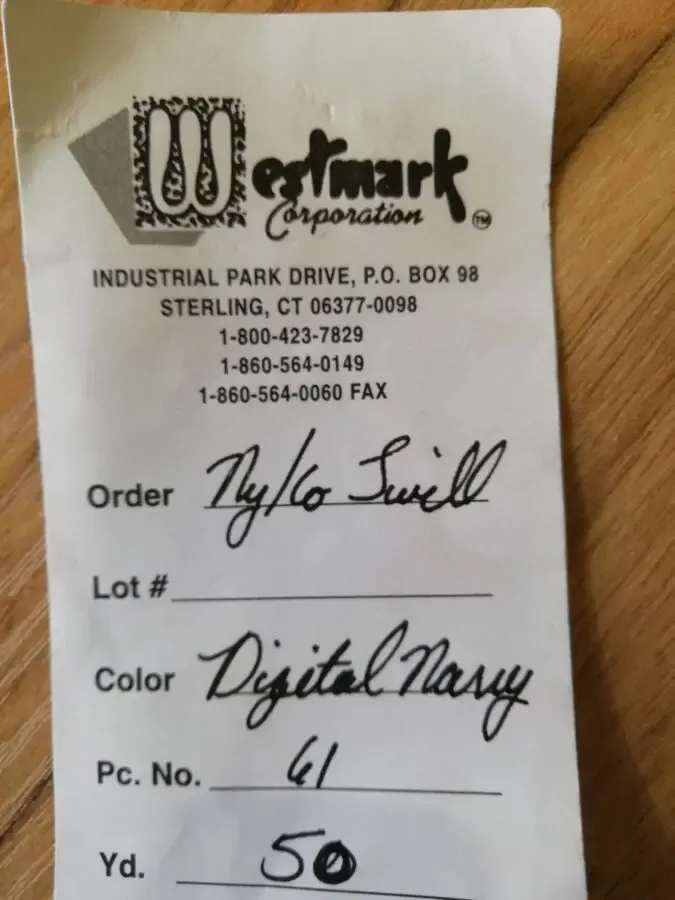 Westmark
Corporation ™
INDUSTRIAL PARK DRIVE, P.O. BOX 98
STERLING, CT 06377-0098
1-800-423-7829
1-860-564-0149
1-860-564-0060 FAX
Order Ny/Co Twill
Lot #
Color Digital Navy
Pc. No. 61
Yd. 50